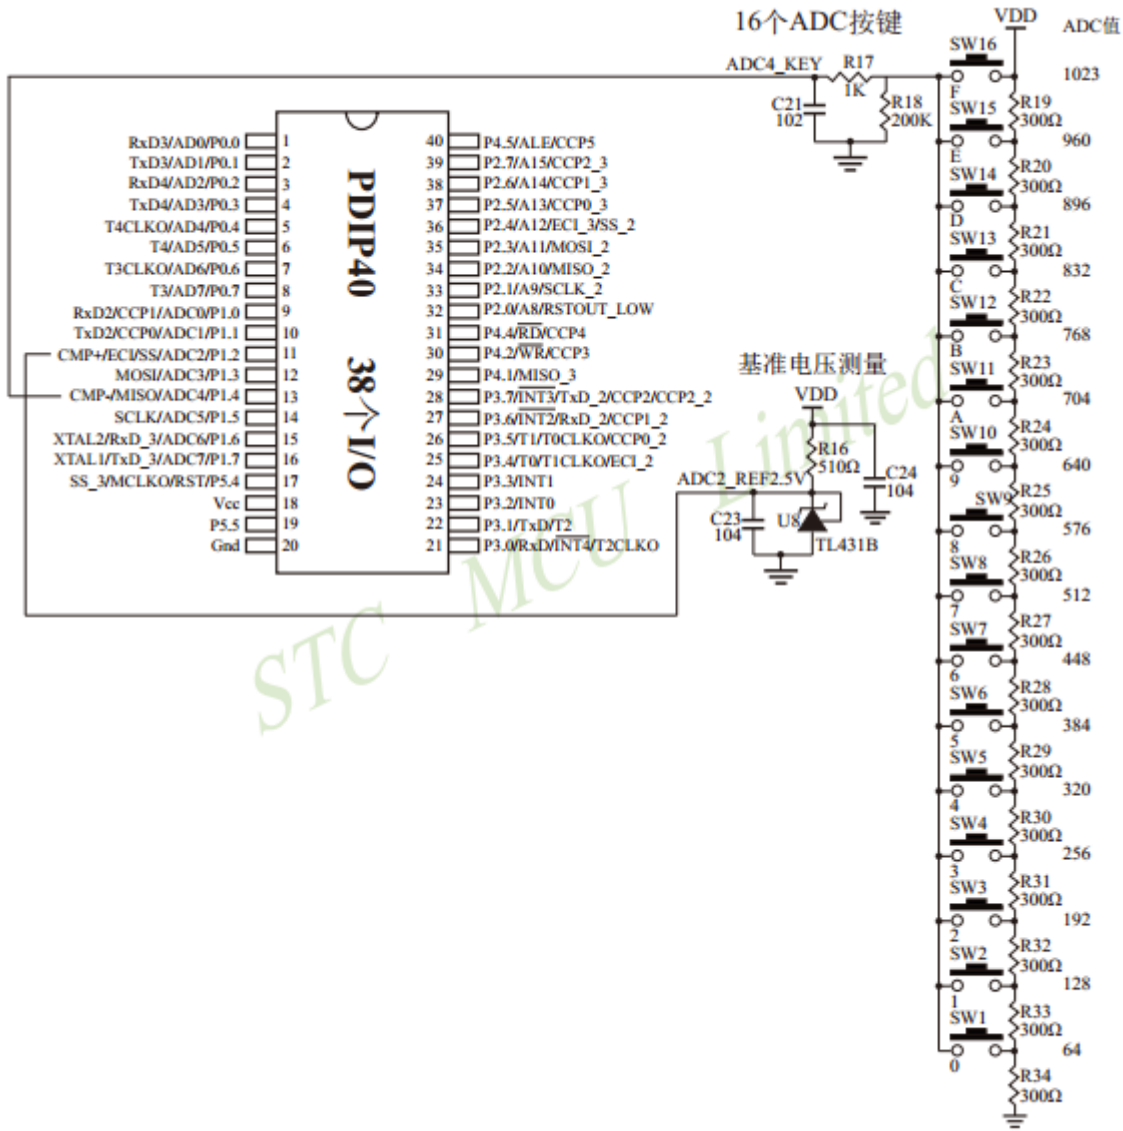 16个ADC按键
VDD
ADC值
ADC4_KEY
R17
1K
C21
102
R18
200K
SW16
1023
F
R19
300Ω
SW15
960
E
R20
300Ω
SW14
896
D
R21
300Ω
SW13
832
C
R22
300Ω
SW12
768
B
R23
300Ω
SW11
704
A
R24
300Ω
SW10
640
9
R25
300Ω
SW9
576
8
R26
300Ω
SW8
512
7
R27
300Ω
SW7
448
6
R28
300Ω
SW6
384
5
R29
300Ω
SW5
320
4
R30
300Ω
SW4
256
3
R31
300Ω
SW3
192
2
R32
300Ω
SW2
128
1
R33
300Ω
SW1
64
0
R34
300Ω
PDIP40 38个I/O
RxD3/AD0/P0.0 1
TxD3/AD1/P0.1 2
RxD4/AD2/P0.2 3
TxD4/AD3/P0.3 4
T4CLKO/AD4/P0.4 5
T4/AD5/P0.5 6
T3CLKO/AD6/P0.6 7
T3/AD7/P0.7 8
RxD2/CCP1/ADC0/P1.0 9
TxD2/CCP0/ADC1/P1.1 10
CMP+/ECI/SS/ADC2/P1.2 11
MOSI/ADC3/P1.3 12
CMP-/MISO/ADC4/P1.4 13
SCLK/ADC5/P1.5 14
XTAL2/RxD_3/ADC6/P1.6 15
XTAL1/TxD_3/ADC7/P1.7 16
SS_3/MCLKO/RST/P5.4 17
Vcc 18
P5.5 19
Gnd 20
40 P4.5/ALE/CCP5
39 P2.7/A15/CCP2_3
38 P2.6/A14/CCP1_3
37 P2.5/A13/CCP0_3
36 P2.4/A12/ECI_3/SS_2
35 P2.3/A11/MOSI_2
34 P2.2/A10/MISO_2
33 P2.1/A9/SCLK_2
32 P2.0/A8/RSTOUT_LOW
31 P4.4/RD/CCP4
30 P4.2/WR/CCP3
29 P4.1/MISO_3
28 P3.7/INT3/TxD_2/CCP2/CCP2_2
27 P3.6/INT2/RxD_2/CCP1_2
26 P3.5/T1/T0CLKO/CCP0_2
25 P3.4/T0/T1CLKO/ECI_2
24 P3.3/INT1
23 P3.2/INT0
22 P3.1/TxD/T2
21 P3.0/RxD/INT4/T2CLKO
基准电压测量
VDD
R16
510Ω
ADC2_REF2.5V
C24
104
C23
104
U8
TL431B
STC MCU Limited